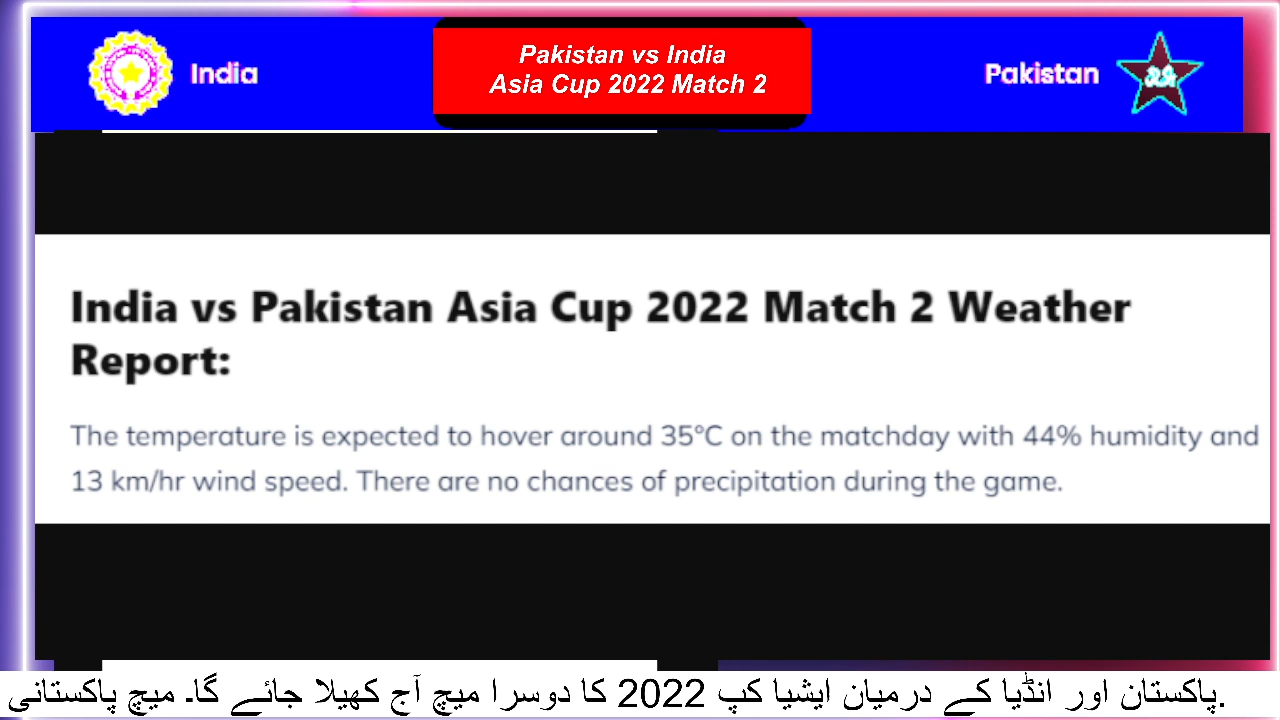 India
Pakistan vs India
Asia Cup 2022 Match 2
Pakistan
India vs Pakistan Asia Cup 2022 Match 2 Weather
Report:
The temperature is expected to hover around 35°C on the matchday with 44% humidity and
13 km/hr wind speed. There are no chances of precipitation during the game.
پاکستان اور انڈیا کے درمیان ایشیا کپ 2022 کا دوسرا میچ آج کھیلا جائے گا۔ میچ پاکستانی.